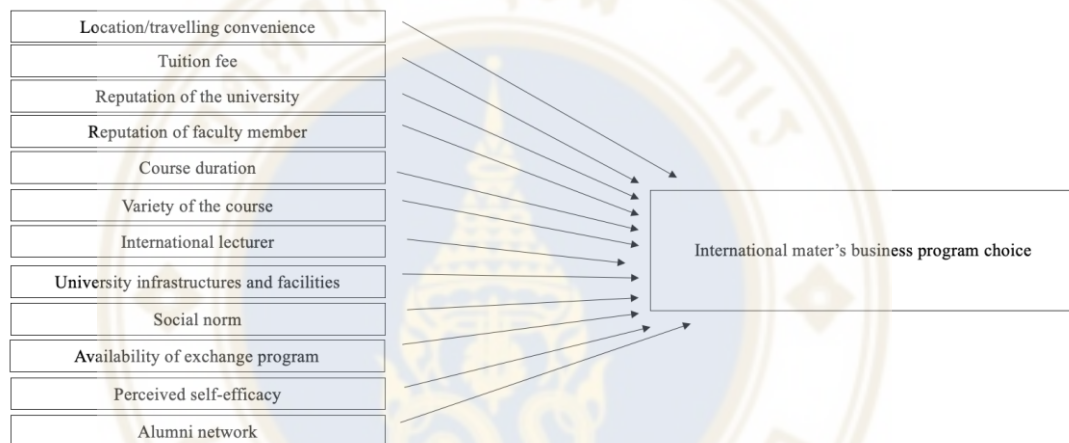 Location/travelling convenience
Tuition fee
Reputation of the university
Reputation of faculty member
Course duration
Variety of the course
International lecturer
University infrastructures and facilities
Social norm
Availability of exchange program
Perceived self-efficacy
Alumni network
International mater's business program choice